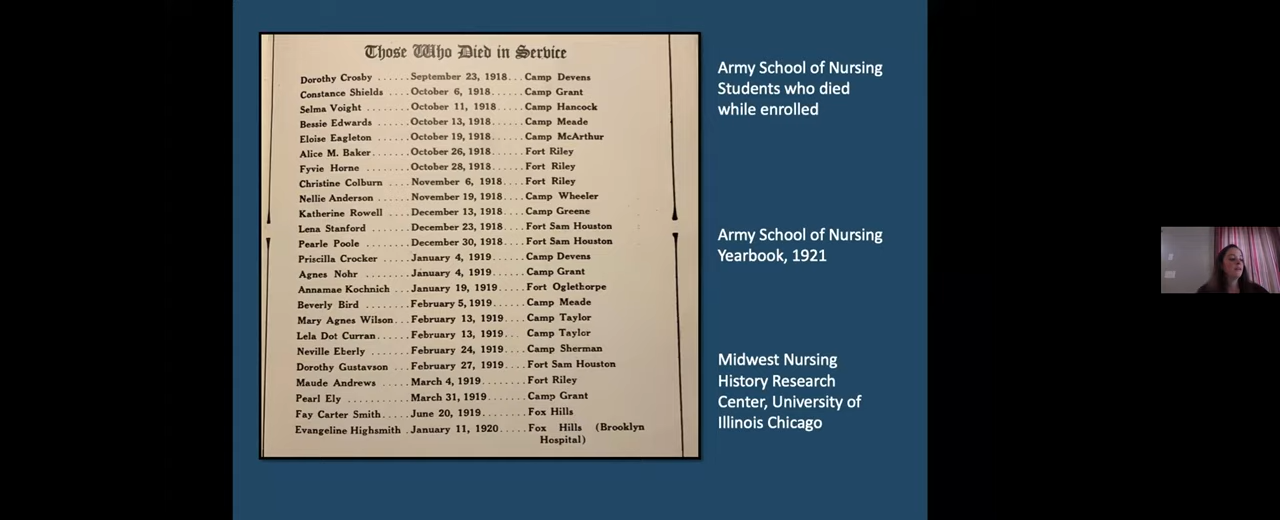 Those Who Died in Service
Dorothy Crosby ...... September 23, 1918 ... Camp Devens
Constance Shields ..... October 6, 1918 ..... Camp Grant
Selma Voight ........ October 11, 1918 ..... Camp Hancock
Bessie Edwards ...... October 13, 1918 ..... Camp Meade
Eloise Eagleton ...... October 19, 1918 ..... Camp McArthur
Alice M. Baker ....... October 26, 1918 ..... Fort Riley
Fyvie Horne ........ October 28, 1918 ..... Fort Riley
Christine Colburn .... November 6, 1918 .... Fort Riley
Nellie Anderson ...... November 19, 1918 .... Camp Wheeler
Katherine Rowell .... December 13, 1918 .... Camp Greene
Lena Stanford ....... December 23, 1918 .... Fort Sam Houston
Pearle Poole ........ December 30, 1918 .... Fort Sam Houston
Priscilla Crocker .... January 4, 1919 ...... Camp Devens
Agnes Nohr ........ January 4, 1919 ...... Camp Grant
Annamae Kochnich ... January 19, 1919 ..... Fort Oglethorpe
Beverly Bird ........ February 5, 1919 ...... Camp Meade
Mary Agnes Wilson ... February 13, 1919 .... Camp Taylor
Lela Dot Curran ...... February 13, 1919 ... Camp Taylor
Neville Eberly ....... February 24, 1919 .... Camp Sherman
Dorothy Gustavson ... February 27, 1919 .... Fort Sam Houston
Maude Andrews ..... March 4, 1919 ........ Fort Riley
Pearl Ely .......... March 31, 1919 ....... Camp Grant
Fay Carter Smith ..... June 20, 1919 ........ Fox Hills
Evangeline Highsmith . January 11, 1920 ..... Fox Hills (Brooklyn
Hospital)
Army School of Nursing
Students who died
while enrolled
Army School of Nursing
Yearbook, 1921
Midwest Nursing
History Research
Center, University of
Illinois Chicago